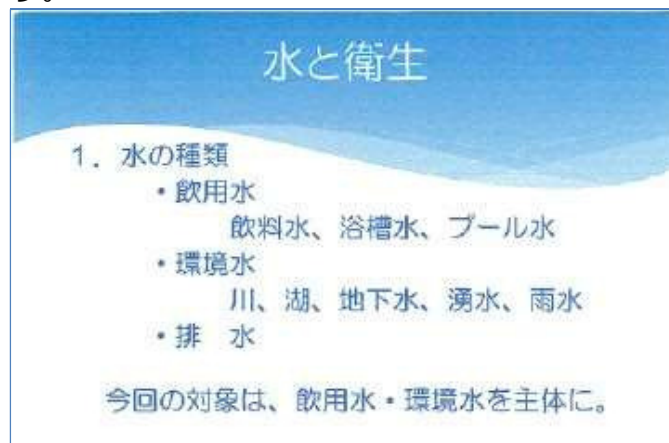 す。
水と衛生
1．水の種類
・飲用水
飲料水、浴槽水、プール水
・環境水
川、湖、地下水、湧水、雨水
・排　水
今回の対象は、飲用水・環境水を主体に。